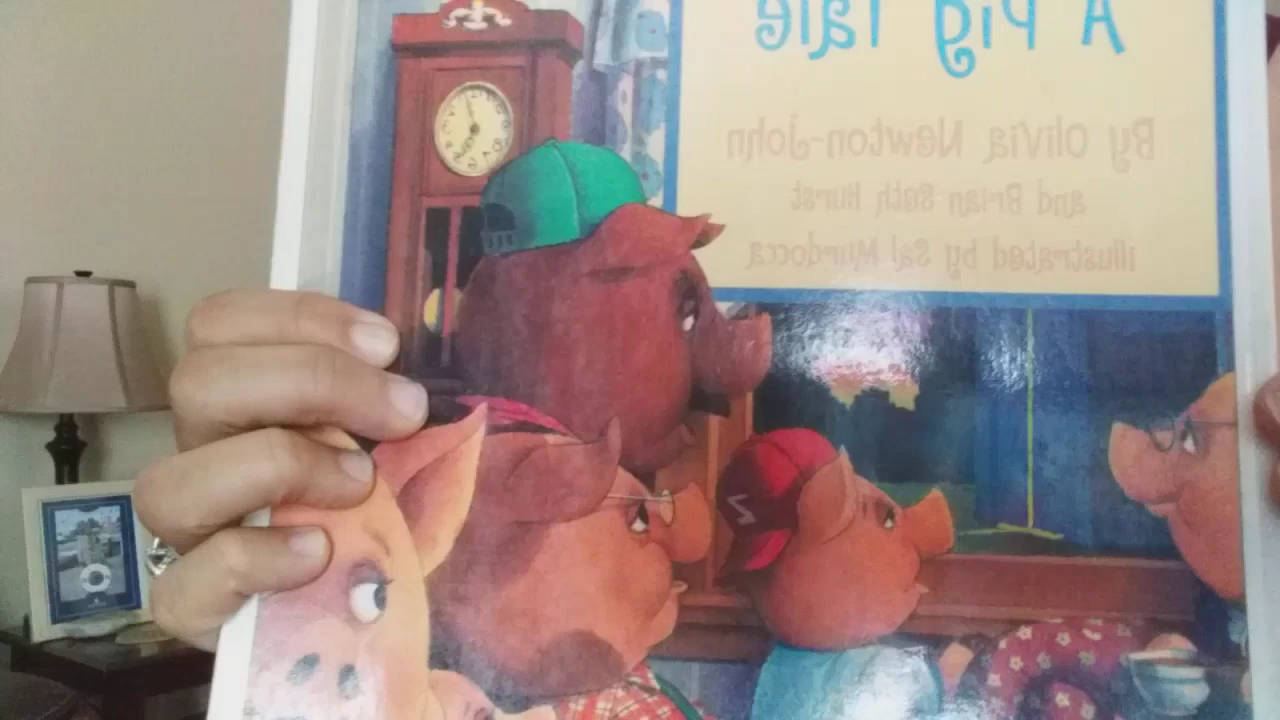 A Pig Tale
By Olivia Newton-John
and Brian Seth Hurst
illustrated by Sal Murdocca